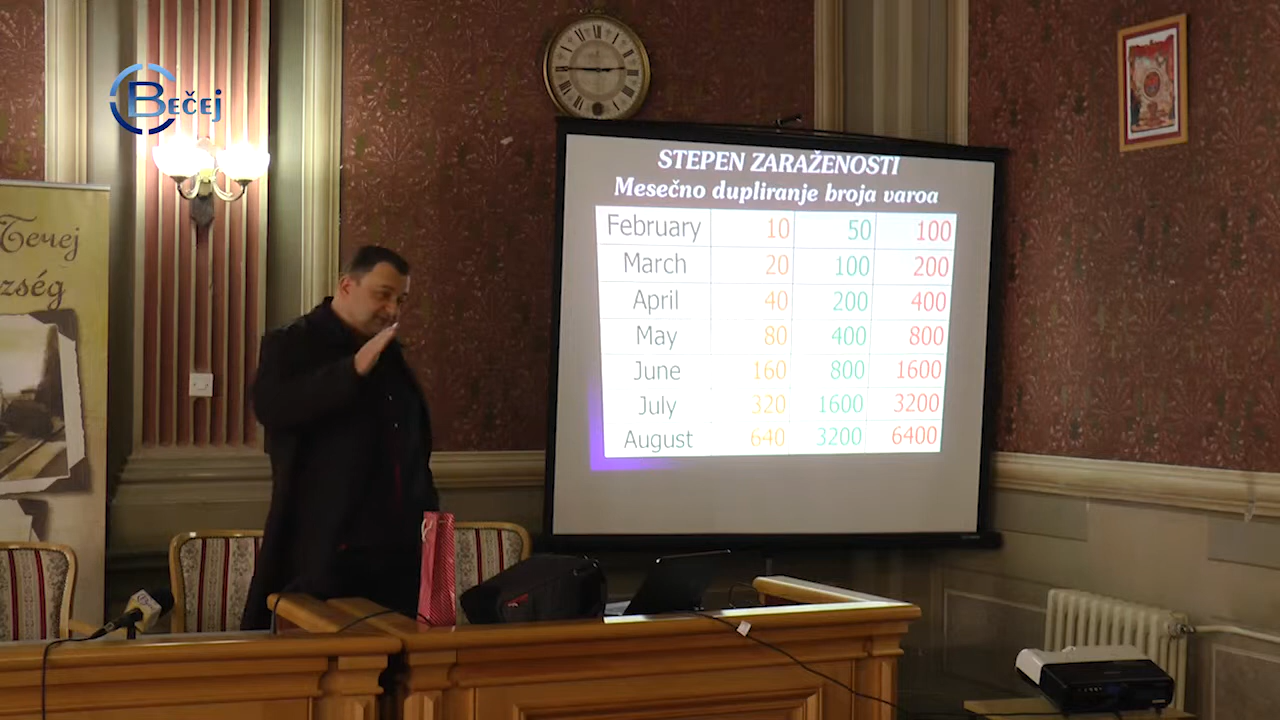 BEČEJ
Бечеј
zség
STEPEN ZARAŽENOSTI
Mesečno dupliranje broja varoa
February 10 50 100
March 20 100 200
April 40 200 400
May 80 400 800
June 160 800 1600
July 320 1600 3200
August 640 3200 6400